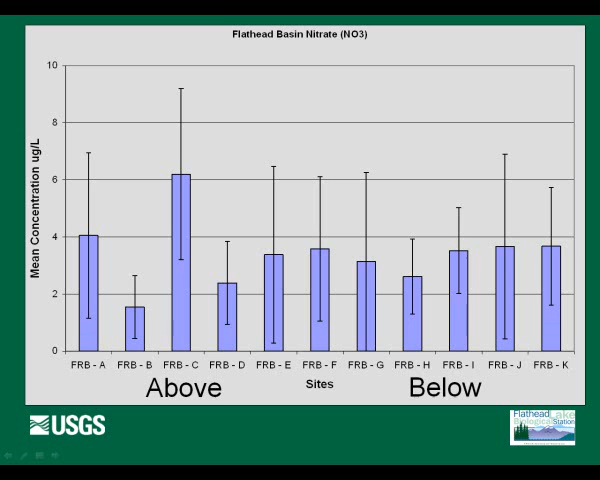 Flathead Basin Nitrate (NO3)
Mean Concentration ug/L
10
8
6
4
2
0
FRB - A FRB - B FRB - C FRB - D FRB - E FRB - F FRB - G FRB - H FRB - I FRB - J FRB - K
Above Sites Below
USGS
Flathead Lake
Biological Station